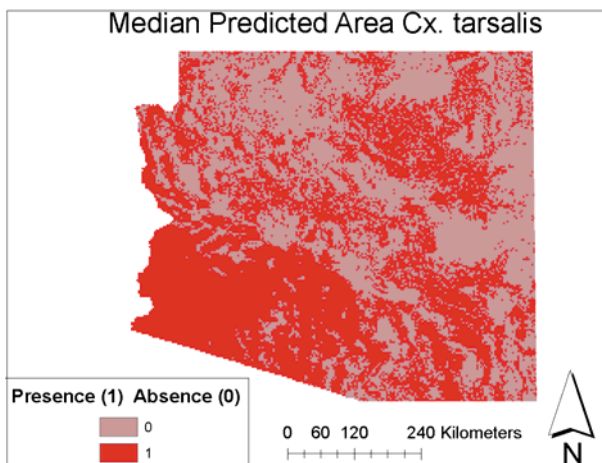 Median Predicted Area Cx. tarsalis
Presence (1) Absence (0)
0
1
0 60 120 240 Kilometers
N